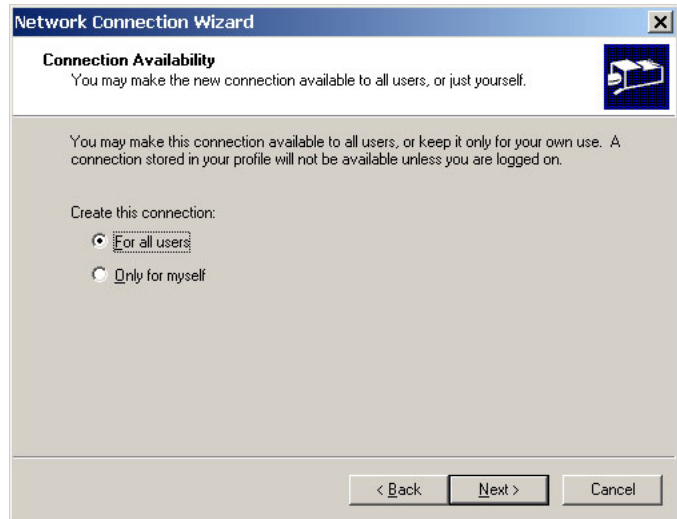 Network Connection Wizard
Connection Availability
You may make the new connection available to all users, or just yourself.
You may make this connection available to all users, or keep it only for your own use. A
connection stored in your profile will not be available unless you are logged on.
Create this connection:
For all users
Only for myself
< Back Next > Cancel